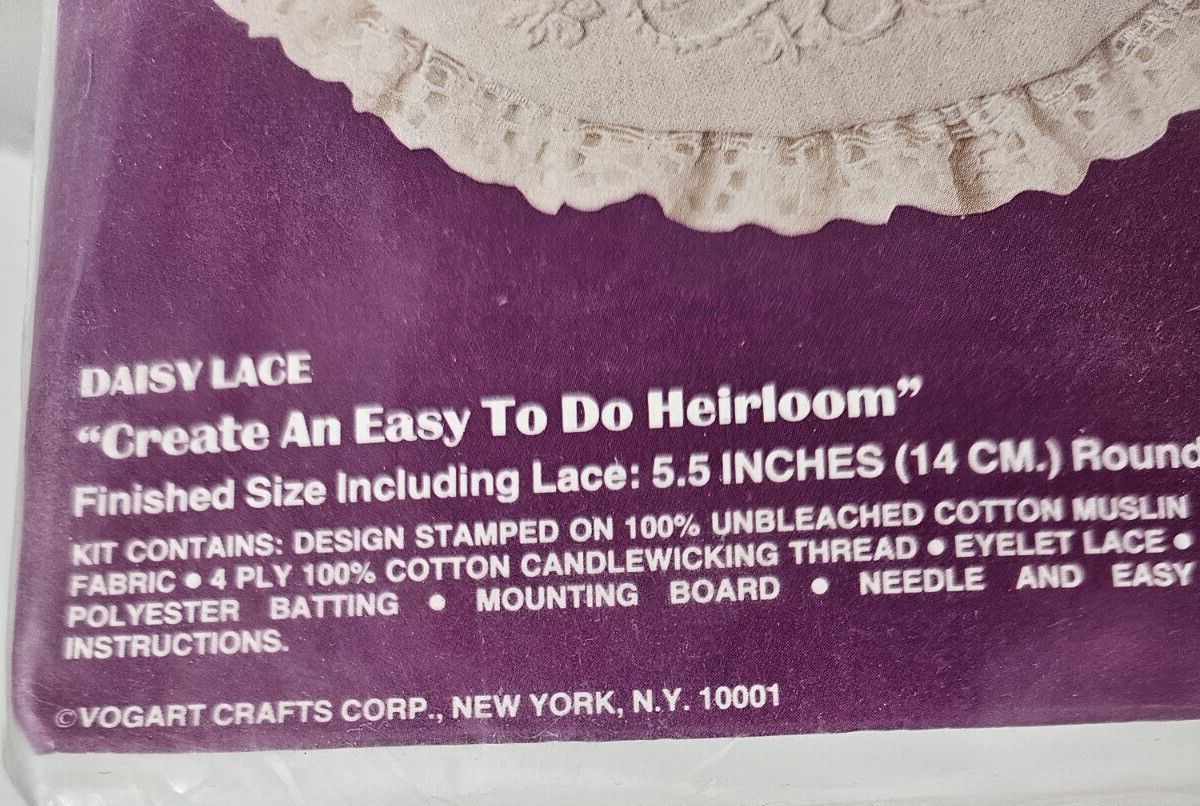 DAISY LACE
“Create An Easy To Do Heirloom”
Finished Size Including Lace: 5.5 INCHES (14 CM.) Round
KIT CONTAINS: DESIGN STAMPED ON 100% UNBLEACHED COTTON MUSLIN
FABRIC • 4 PLY 100% COTTON CANDLEWICKING THREAD • EYELET LACE •
POLYESTER BATTING • MOUNTING BOARD • NEEDLE AND EASY
INSTRUCTIONS.
©VOGART CRAFTS CORP., NEW YORK, N.Y. 10001